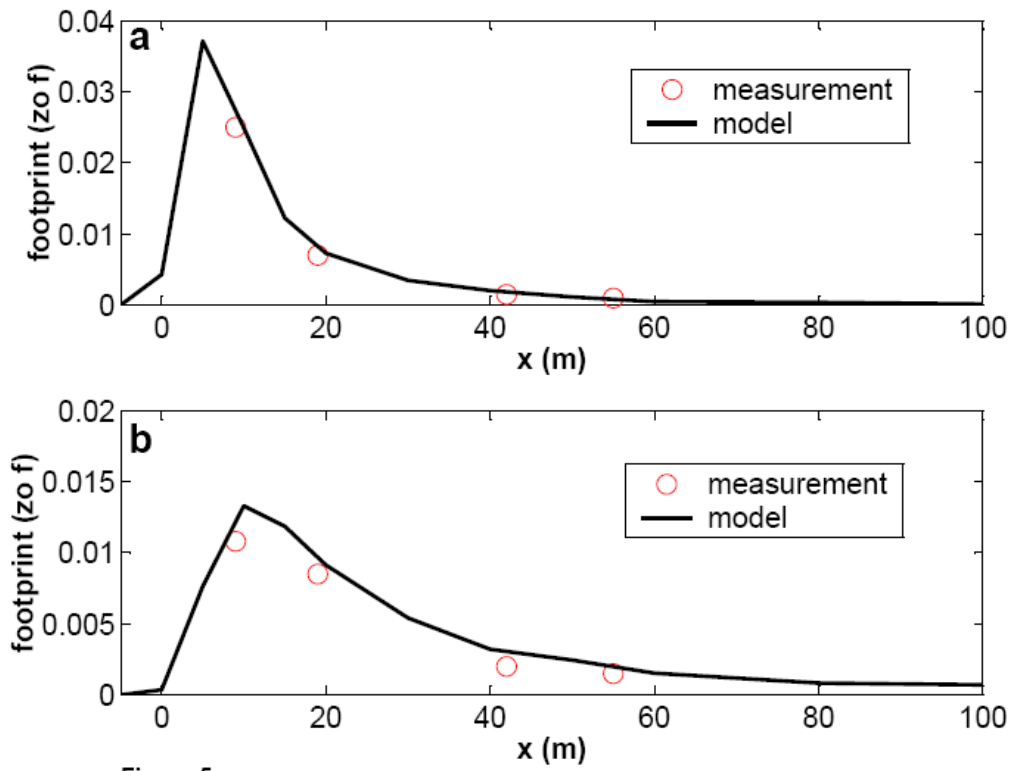 a
0.04
0.03
0.02
0.01
0
footprint (zo f)
measurement
model
0 20 40 60 80 100
x (m)
b
0.02
0.015
0.01
0.005
0
footprint (zo f)
measurement
model
0 20 40 60 80 100
x (m)